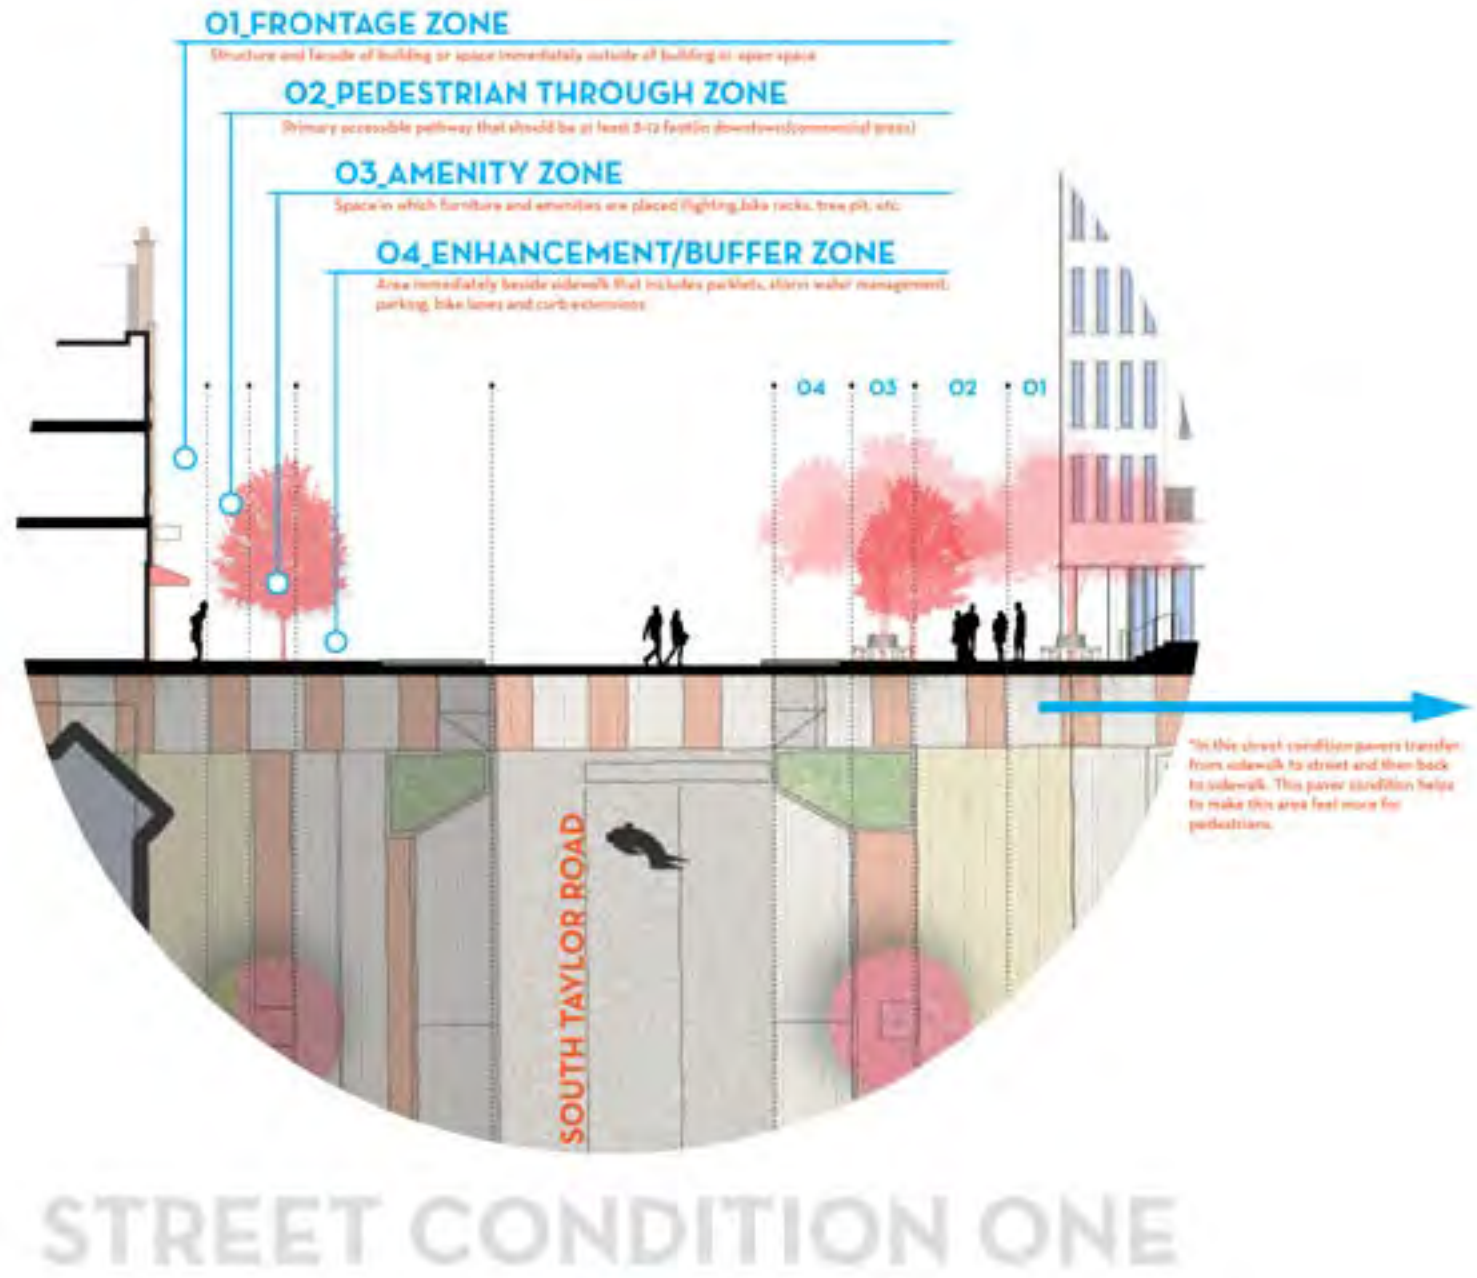 01_FRONTAGE ZONE
Structure and facade of building or space immediately outside of building or open space
02_PEDESTRIAN THROUGH ZONE
Primary accessible pathway that should be at least 8-12 feet(in downtown/commercial areas)
03_AMENITY ZONE
Space in which furniture and amenities are placed (lighting, bike racks, tree pit, etc.
04_ENHANCEMENT/BUFFER ZONE
Area immediately beside sidewalk that includes parklets, storm water management,
parking, bike lanes and curb extensions
04 03 02 01
*In this street condition pavers transfer
from sidewalk to street and then back
to sidewalk. This paver condition helps
to make this area feel more for
pedestrians.
SOUTH TAYLOR ROAD
STREET CONDITION ONE